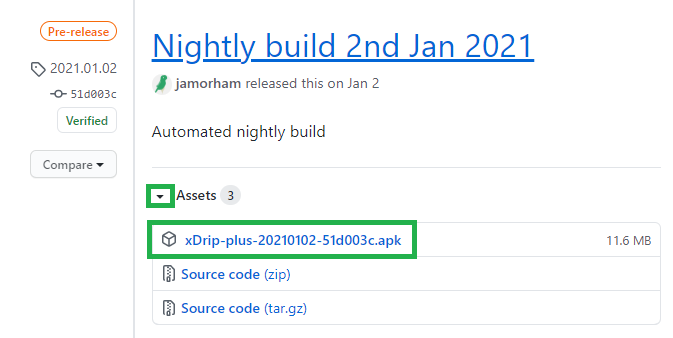 Pre-release
2021.01.02
51d003c
Verified
Compare
Nightly build 2nd Jan 2021
jamorham released this on Jan 2
Automated nightly build
Assets 3
xDrip-plus-20210102-51d003c.apk 11.6 MB
Source code (zip)
Source code (tar.gz)